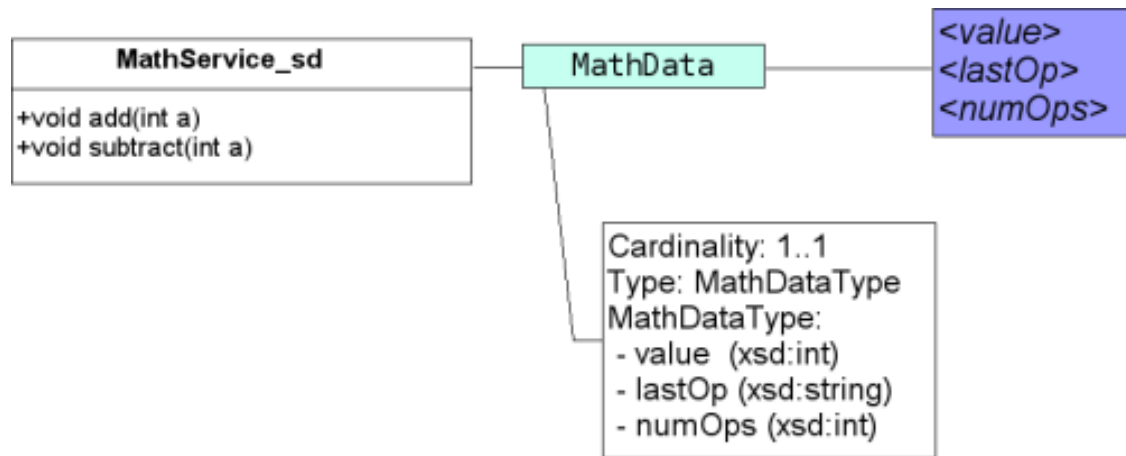 MathService_sd
+void add(int a)
+void subtract(int a)
MathData
<value>
<lastOp>
<numOps>
Cardinality: 1..1
Type: MathDataType
MathDataType:
- value (xsd:int)
- lastOp (xsd:string)
- numOps (xsd:int)